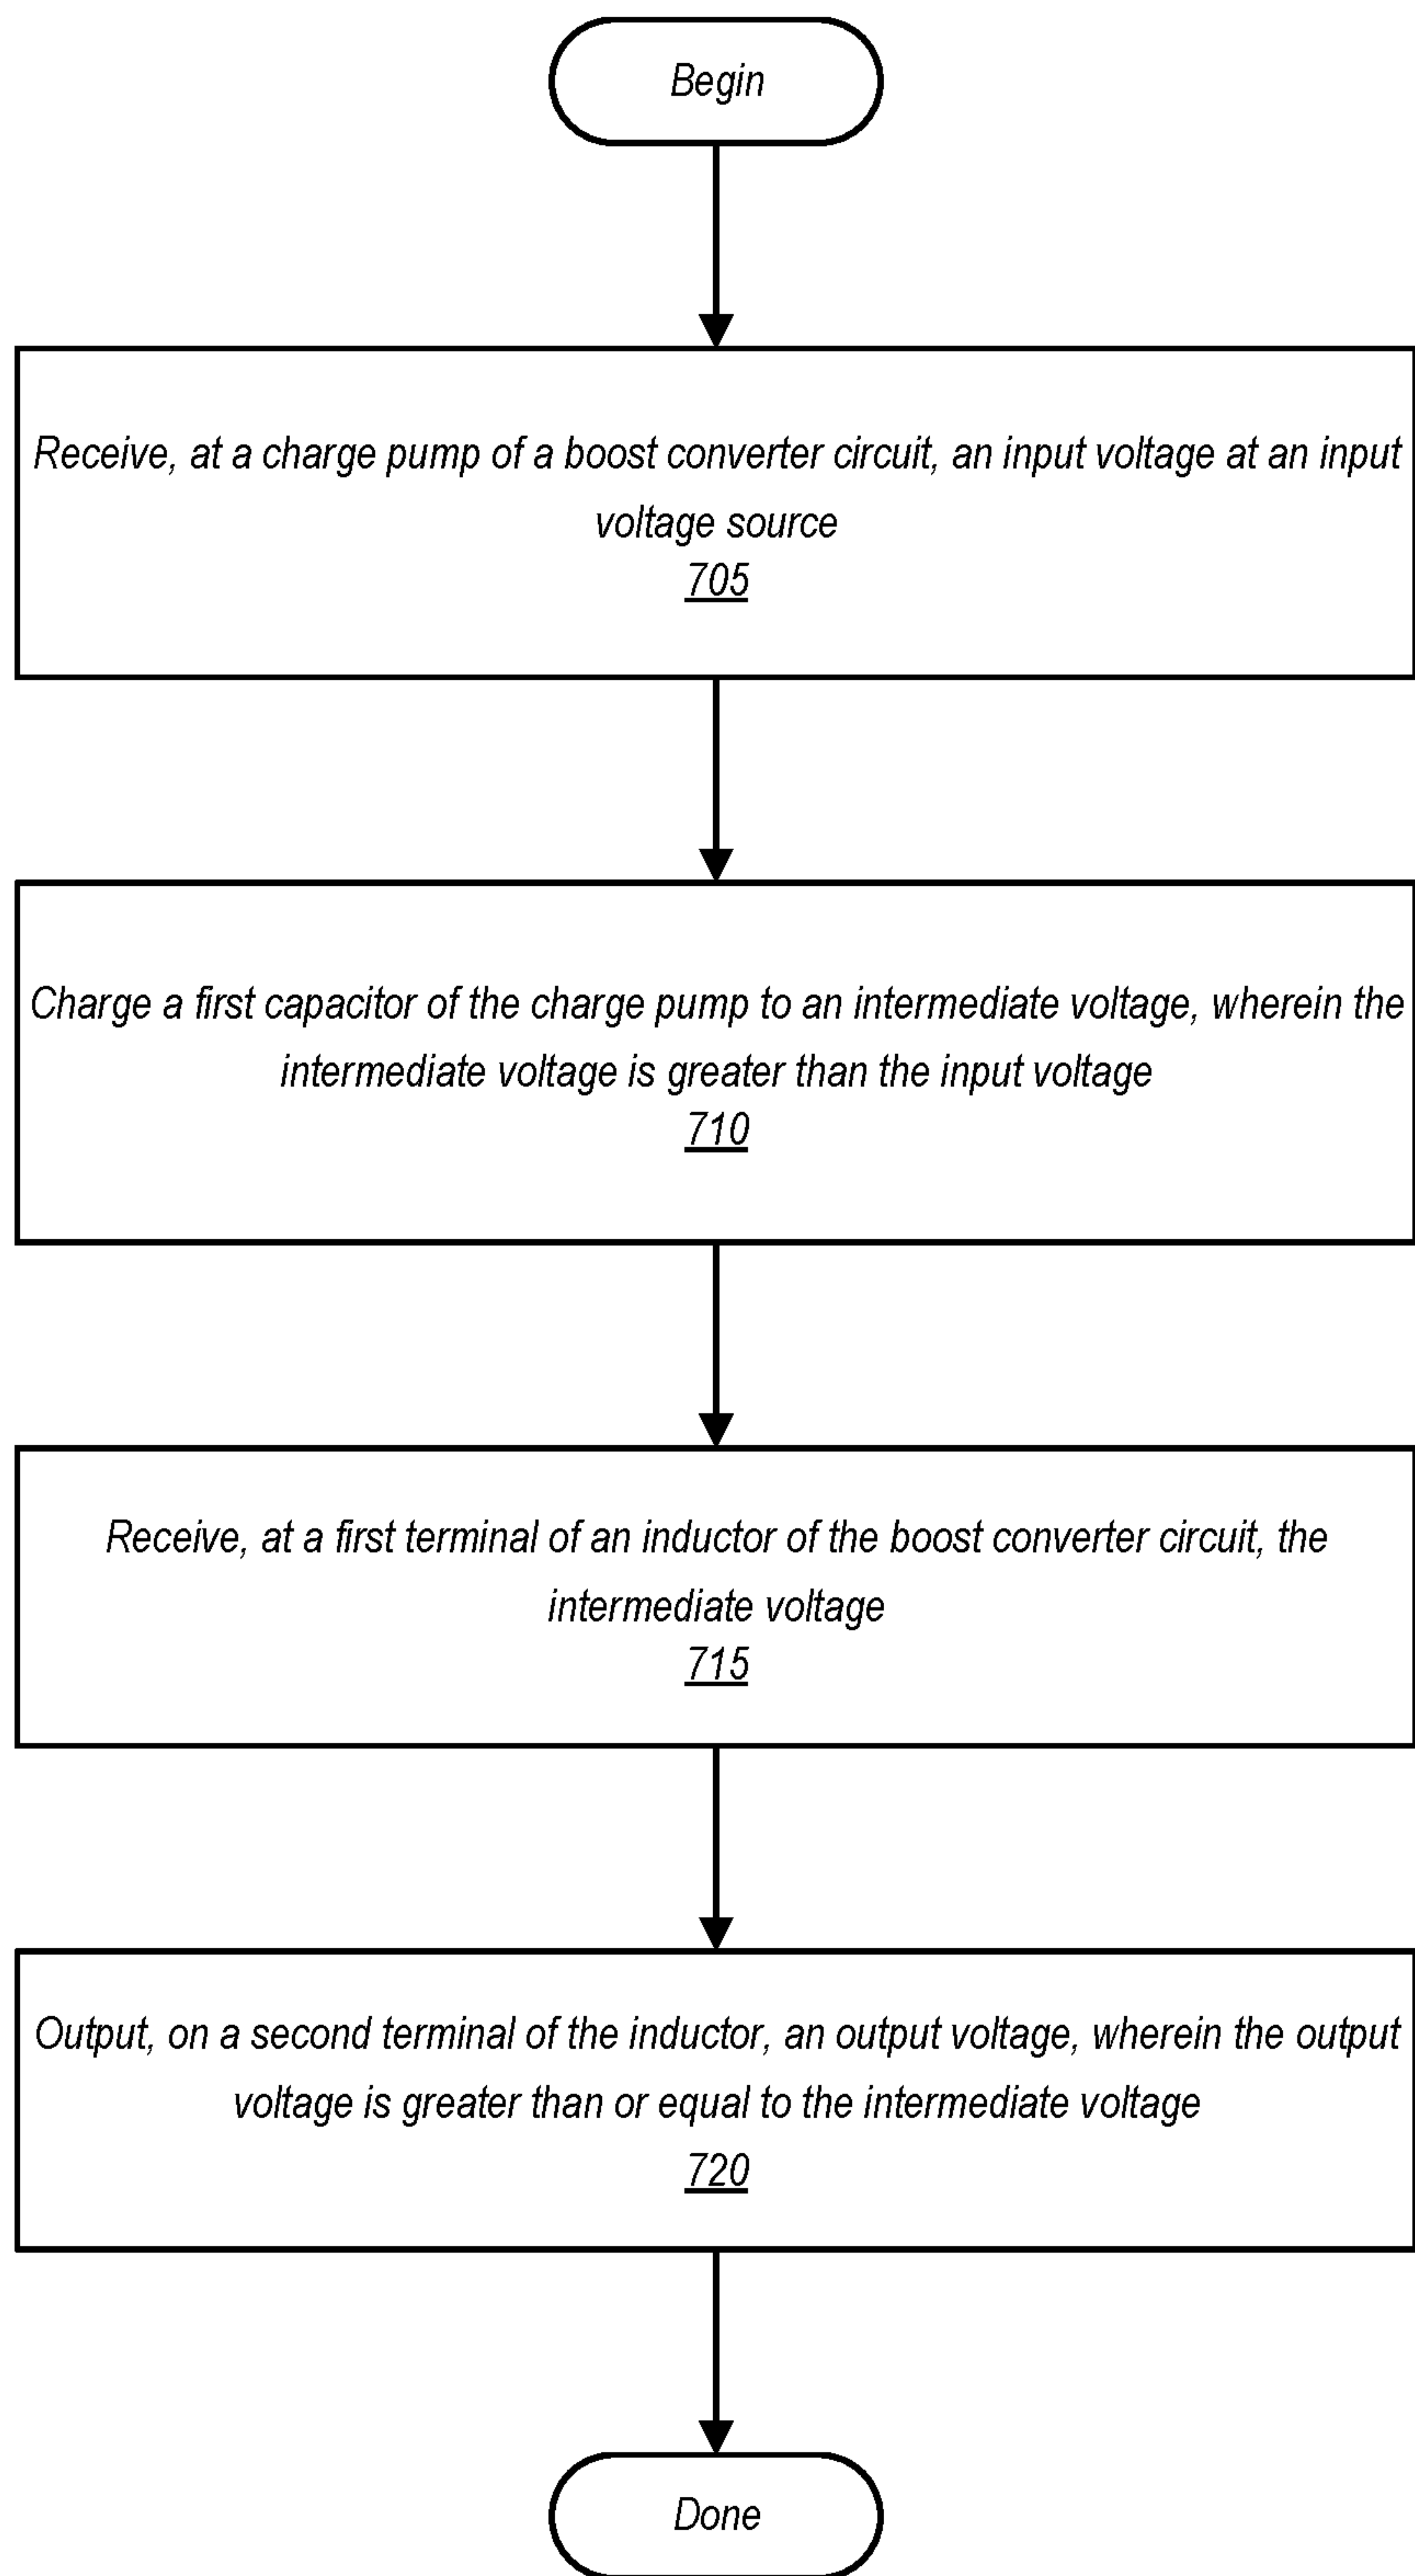 Begin
Receive, at a charge pump of a boost converter circuit, an input voltage at an input
voltage source
705
Charge a first capacitor of the charge pump to an intermediate voltage, wherein the
intermediate voltage is greater than the input voltage
710
Receive, at a first terminal of an inductor of the boost converter circuit, the
intermediate voltage
715
Output, on a second terminal of the inductor, an output voltage, wherein the output
voltage is greater than or equal to the intermediate voltage
720
Done